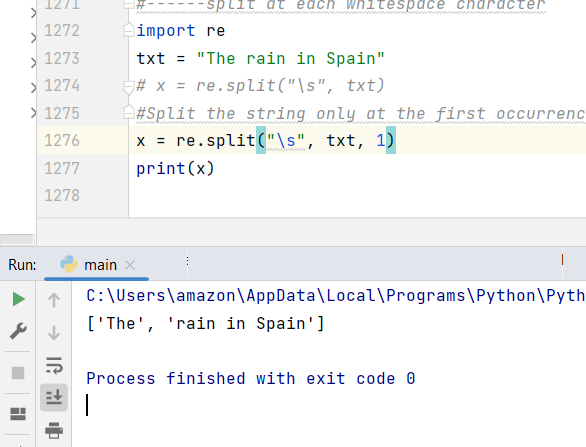 1271 #------split at each whitespace character
1272 import re
1273 txt = "The rain in Spain"
1274 # x = re.split("\s", txt)
1275 #Split the string only at the first occurrenc
1276 x = re.split("\s", txt, 1)
1277 print(x)
1278
Run: main
C:\Users\amazon\AppData\Local\Programs\Python\Pyth
['The', 'rain in Spain']
Process finished with exit code 0